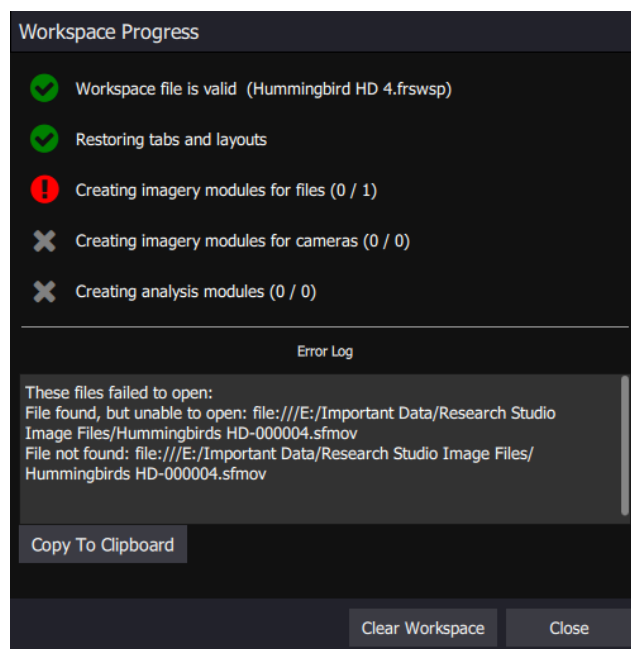 Workspace Progress
Workspace file is valid  (Hummingbird HD 4.frswsp)
Restoring tabs and layouts
Creating imagery modules for files (0 / 1)
Creating imagery modules for cameras (0 / 0)
Creating analysis modules (0 / 0)
Error Log
These files failed to open:
File found, but unable to open: file:///E:/Important Data/Research Studio
Image Files/Hummingbirds HD-000004.sfmov
File not found: file:///E:/Important Data/Research Studio Image Files/
Hummingbirds HD-000004.sfmov
Copy To Clipboard
Clear Workspace
Close